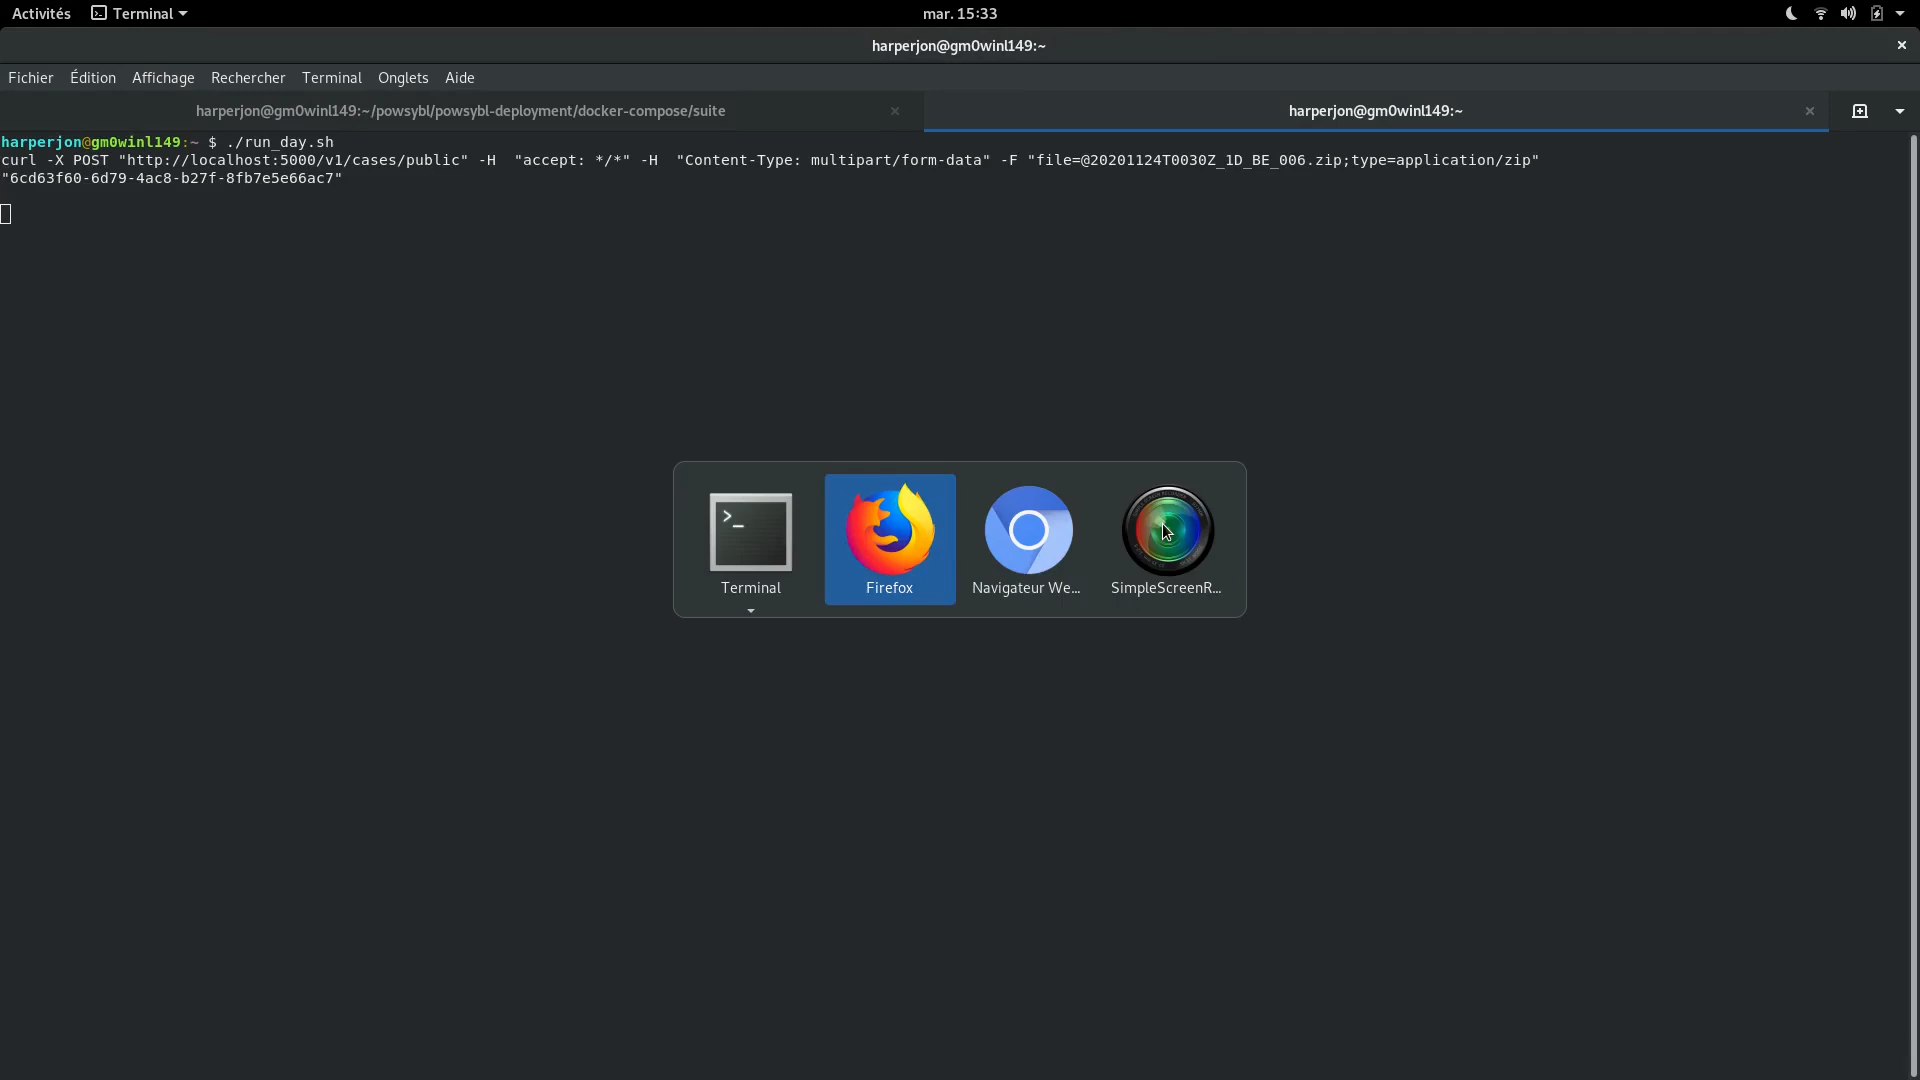 Activités Terminal mar. 15:33
harperjon@gm0winl149:~
Fichier Édition Affichage Rechercher Terminal Onglets Aide
harperjon@gm0winl149:~/powsybl/powsybl-deployment/docker-compose/suite harperjon@gm0winl149:~
harperjon@gm0winl149:~ $ ./run_day.sh
curl -X POST "http://localhost:5000/v1/cases/public" -H  "accept: */*" -H  "Content-Type: multipart/form-data" -F "file=@20201124T0030Z_1D_BE_006.zip;type=application/zip"
"6cd63f60-6d79-4ac8-b27f-8fb7e5e66ac7"
Terminal Firefox Navigateur We... SimpleScreenR...